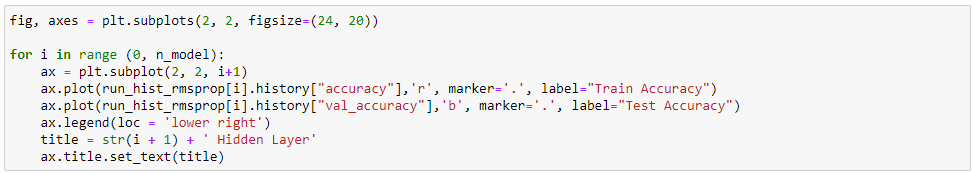 fig, axes = plt.subplots(2, 2, figsize=(24, 20))

for i in range (0, n_model):
    ax = plt.subplot(2, 2, i+1)
    ax.plot(run_hist_rmsprop[i].history["accuracy"],'r', marker='.', label="Train Accuracy")
    ax.plot(run_hist_rmsprop[i].history["val_accuracy"],'b', marker='.', label="Test Accuracy")
    ax.legend(loc = 'lower right')
    title = str(i + 1) + ' Hidden Layer'
    ax.title.set_text(title)